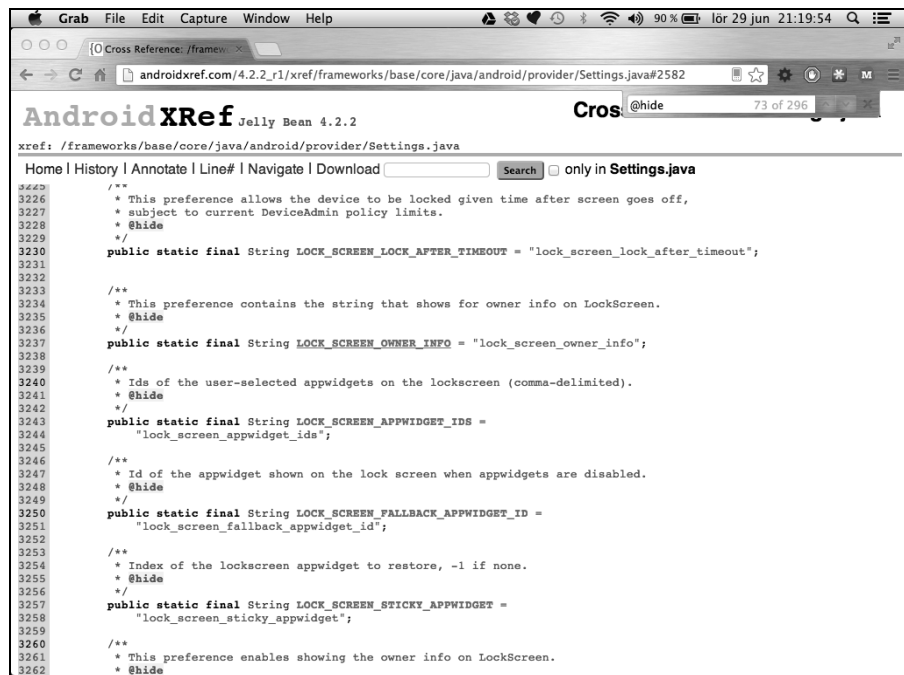 Grab File Edit Capture Window Help 90 % lör 29 jun 21:19:54
{O Cross Reference: /framew
androidxref.com/4.2.2_r1/xref/frameworks/base/core/java/android/provider/Settings.java#2582
@hide 73 of 296
AndroidXRef Jelly Bean 4.2.2 Cros
xref: /frameworks/base/core/java/android/provider/Settings.java
Home | History | Annotate | Line# | Navigate | Download Search only in Settings.java
3225 /**
3226 * This preference allows the device to be locked given time after screen goes off,
3227 * subject to current DeviceAdmin policy limits.
3228 * @hide
3229 */
3230 public static final String LOCK_SCREEN_LOCK_AFTER_TIMEOUT = "lock_screen_lock_after_timeout";
3231
3232
3233 /**
3234 * This preference contains the string that shows for owner info on LockScreen.
3235 * @hide
3236 */
3237 public static final String LOCK_SCREEN_OWNER_INFO = "lock_screen_owner_info";
3238
3239 /**
3240 * Ids of the user-selected appwidgets on the lockscreen (comma-delimited).
3241 * @hide
3242 */
3243 public static final String LOCK_SCREEN_APPWIDGET_IDS =
3244 "lock_screen_appwidget_ids";
3245
3246 /**
3247 * Id of the appwidget shown on the lock screen when appwidgets are disabled.
3248 * @hide
3249 */
3250 public static final String LOCK_SCREEN_FALLBACK_APPWIDGET_ID =
3251 "lock_screen_fallback_appwidget_id";
3252
3253 /**
3254 * Index of the lockscreen appwidget to restore, -1 if none.
3255 * @hide
3256 */
3257 public static final String LOCK_SCREEN_STICKY_APPWIDGET =
3258 "lock_screen_sticky_appwidget";
3259
3260 /**
3261 * This preference enables showing the owner info on LockScreen.
3262 * @hide